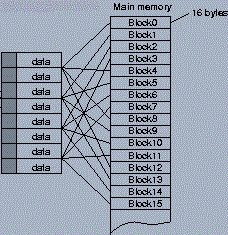 Main memory
16 bytes
Block0
Block1
data Block2
data Block3
data Block4
data Block5
data Block6
data Block7
data Block8
data Block9
Block10
Block11
Block12
Block13
Block14
Block15